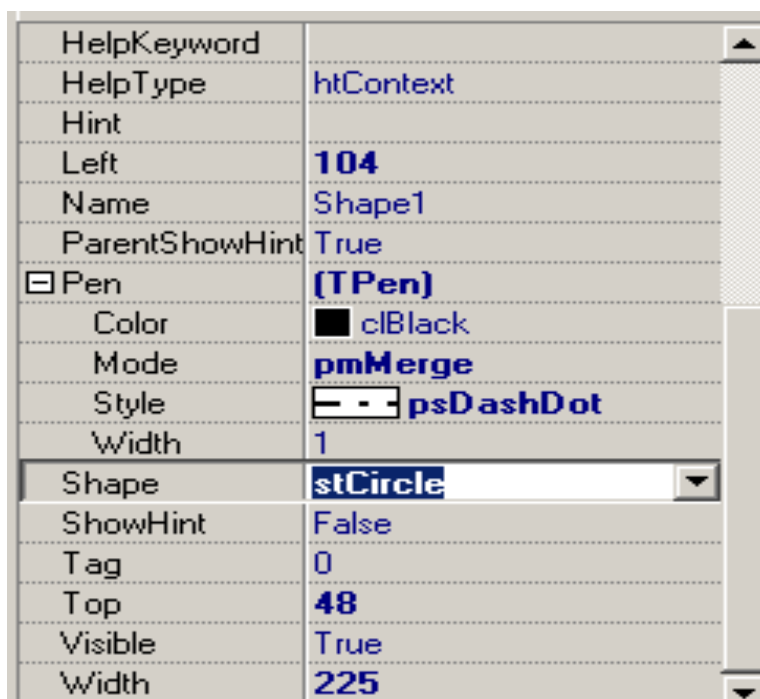 HelpKeyword
HelpType htContext
Hint
Left 104
Name Shape1
ParentShowHint True
Pen (TPen)
Color clBlack
Mode pmMerge
Style psDashDot
Width 1
Shape stCircle
ShowHint False
Tag 0
Top 48
Visible True
Width 225